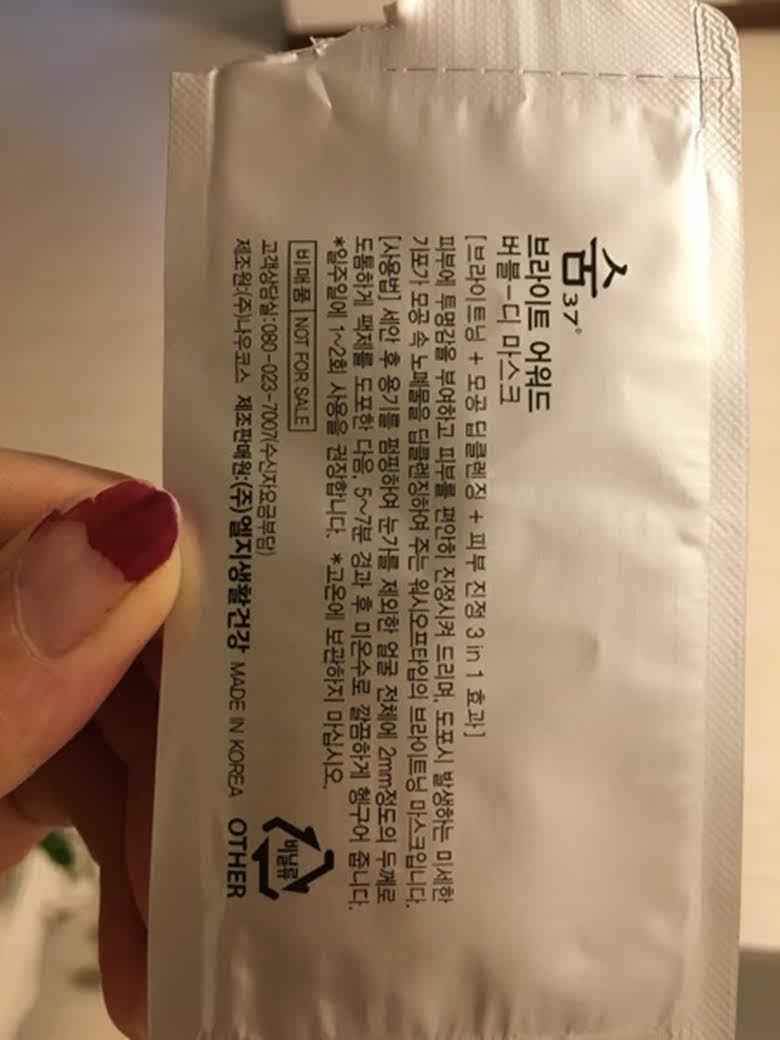 숨37°
브라이트 어워드
버블-디 마스크
[브라이트닝 + 모공 딥클렌징 + 피부 진정 3 in 1 효과]
피부에 투명감을 부여하고 피부를 편안히 진정시켜 드리며, 도포시 발생하는 미세한
기포가 모공 속 노폐물을 딥클렌징하여 주는 워시오프타입의 브라이트닝 마스크입니다.
[사용법] 세안 후 용기를 펌핑하여 눈가를 제외한 얼굴 전체에 2mm정도의 두께로
도톰하게 팩제를 도포한 다음, 5~7분 경과 후 미온수로 깔끔하게 헹구어 줍니다.
*일주일에 1~2회 사용을 권장합니다. *고온에 보관하지 마십시오.
비매품 NOT FOR SALE
고객상담실:080-023-7007(수신자요금부담)
제조원:(주)나우코스 제조판매원:(주)엘지생활건강 MADE IN KOREA
비닐류
OTHER